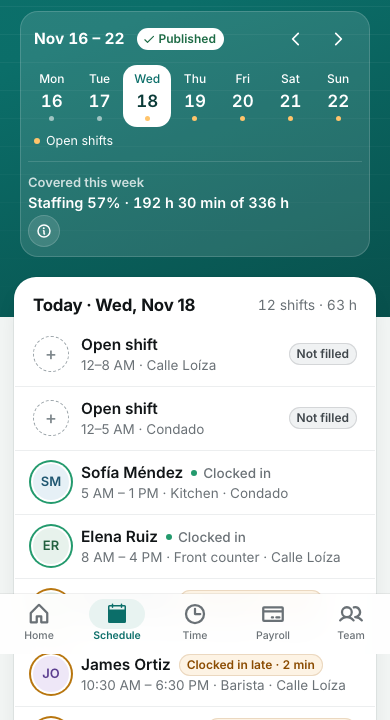 Nov 16 – 22 Published
Mon Tue Wed Thu Fri Sat Sun
16 17 18 19 20 21 22
Open shifts
Covered this week
Staffing 57% · 192 h 30 min of 336 h
Today · Wed, Nov 18 12 shifts · 63 h
Open shift
12–8 AM · Calle Loíza
Not filled
Open shift
12–5 AM · Condado
Not filled
SM Sofía Méndez Clocked in
5 AM – 1 PM · Kitchen · Condado
ER Elena Ruiz Clocked in
8 AM – 4 PM · Front counter · Calle Loíza
Home Schedule Time Payroll Team
JO James Ortiz Clocked in late · 2 min
10:30 AM – 6:30 PM · Barista · Calle Loíza